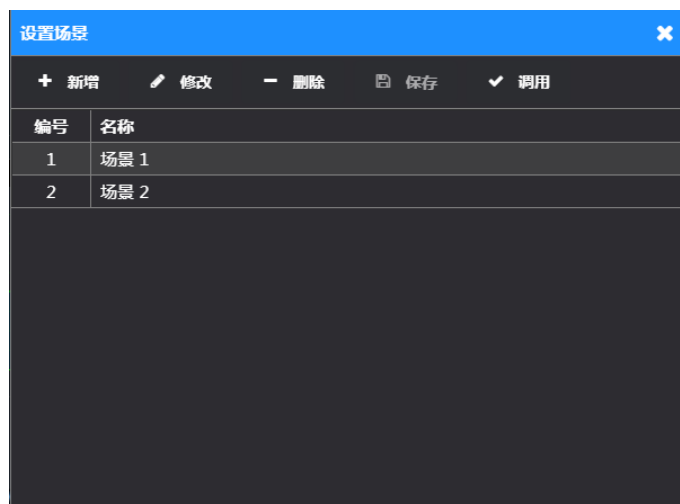 设置场景
新增 修改 删除 保存 调用
编号 名称
1 场景 1
2 场景 2